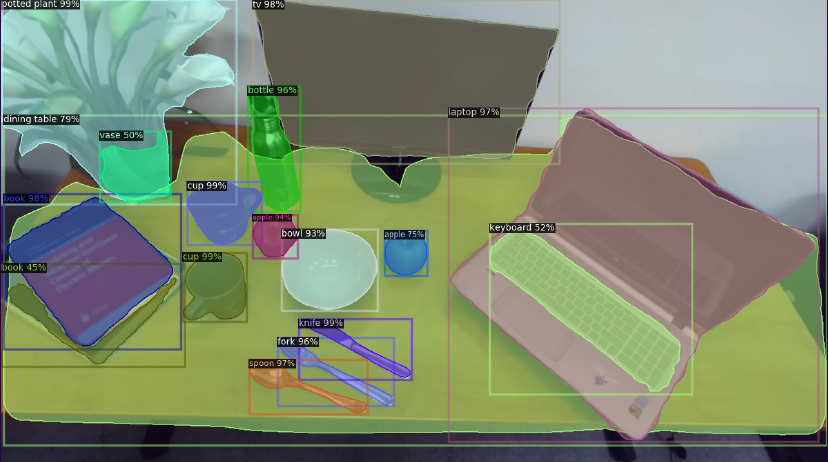 potted plant 99%
tv 98%
bottle 96%
laptop 97%
dining table 79%
vase 50%
cup 99%
book 98%
apple 94%
bowl 93%
apple 75%
keyboard 52%
cup 99%
book 45%
knife 99%
fork 96%
spoon 97%